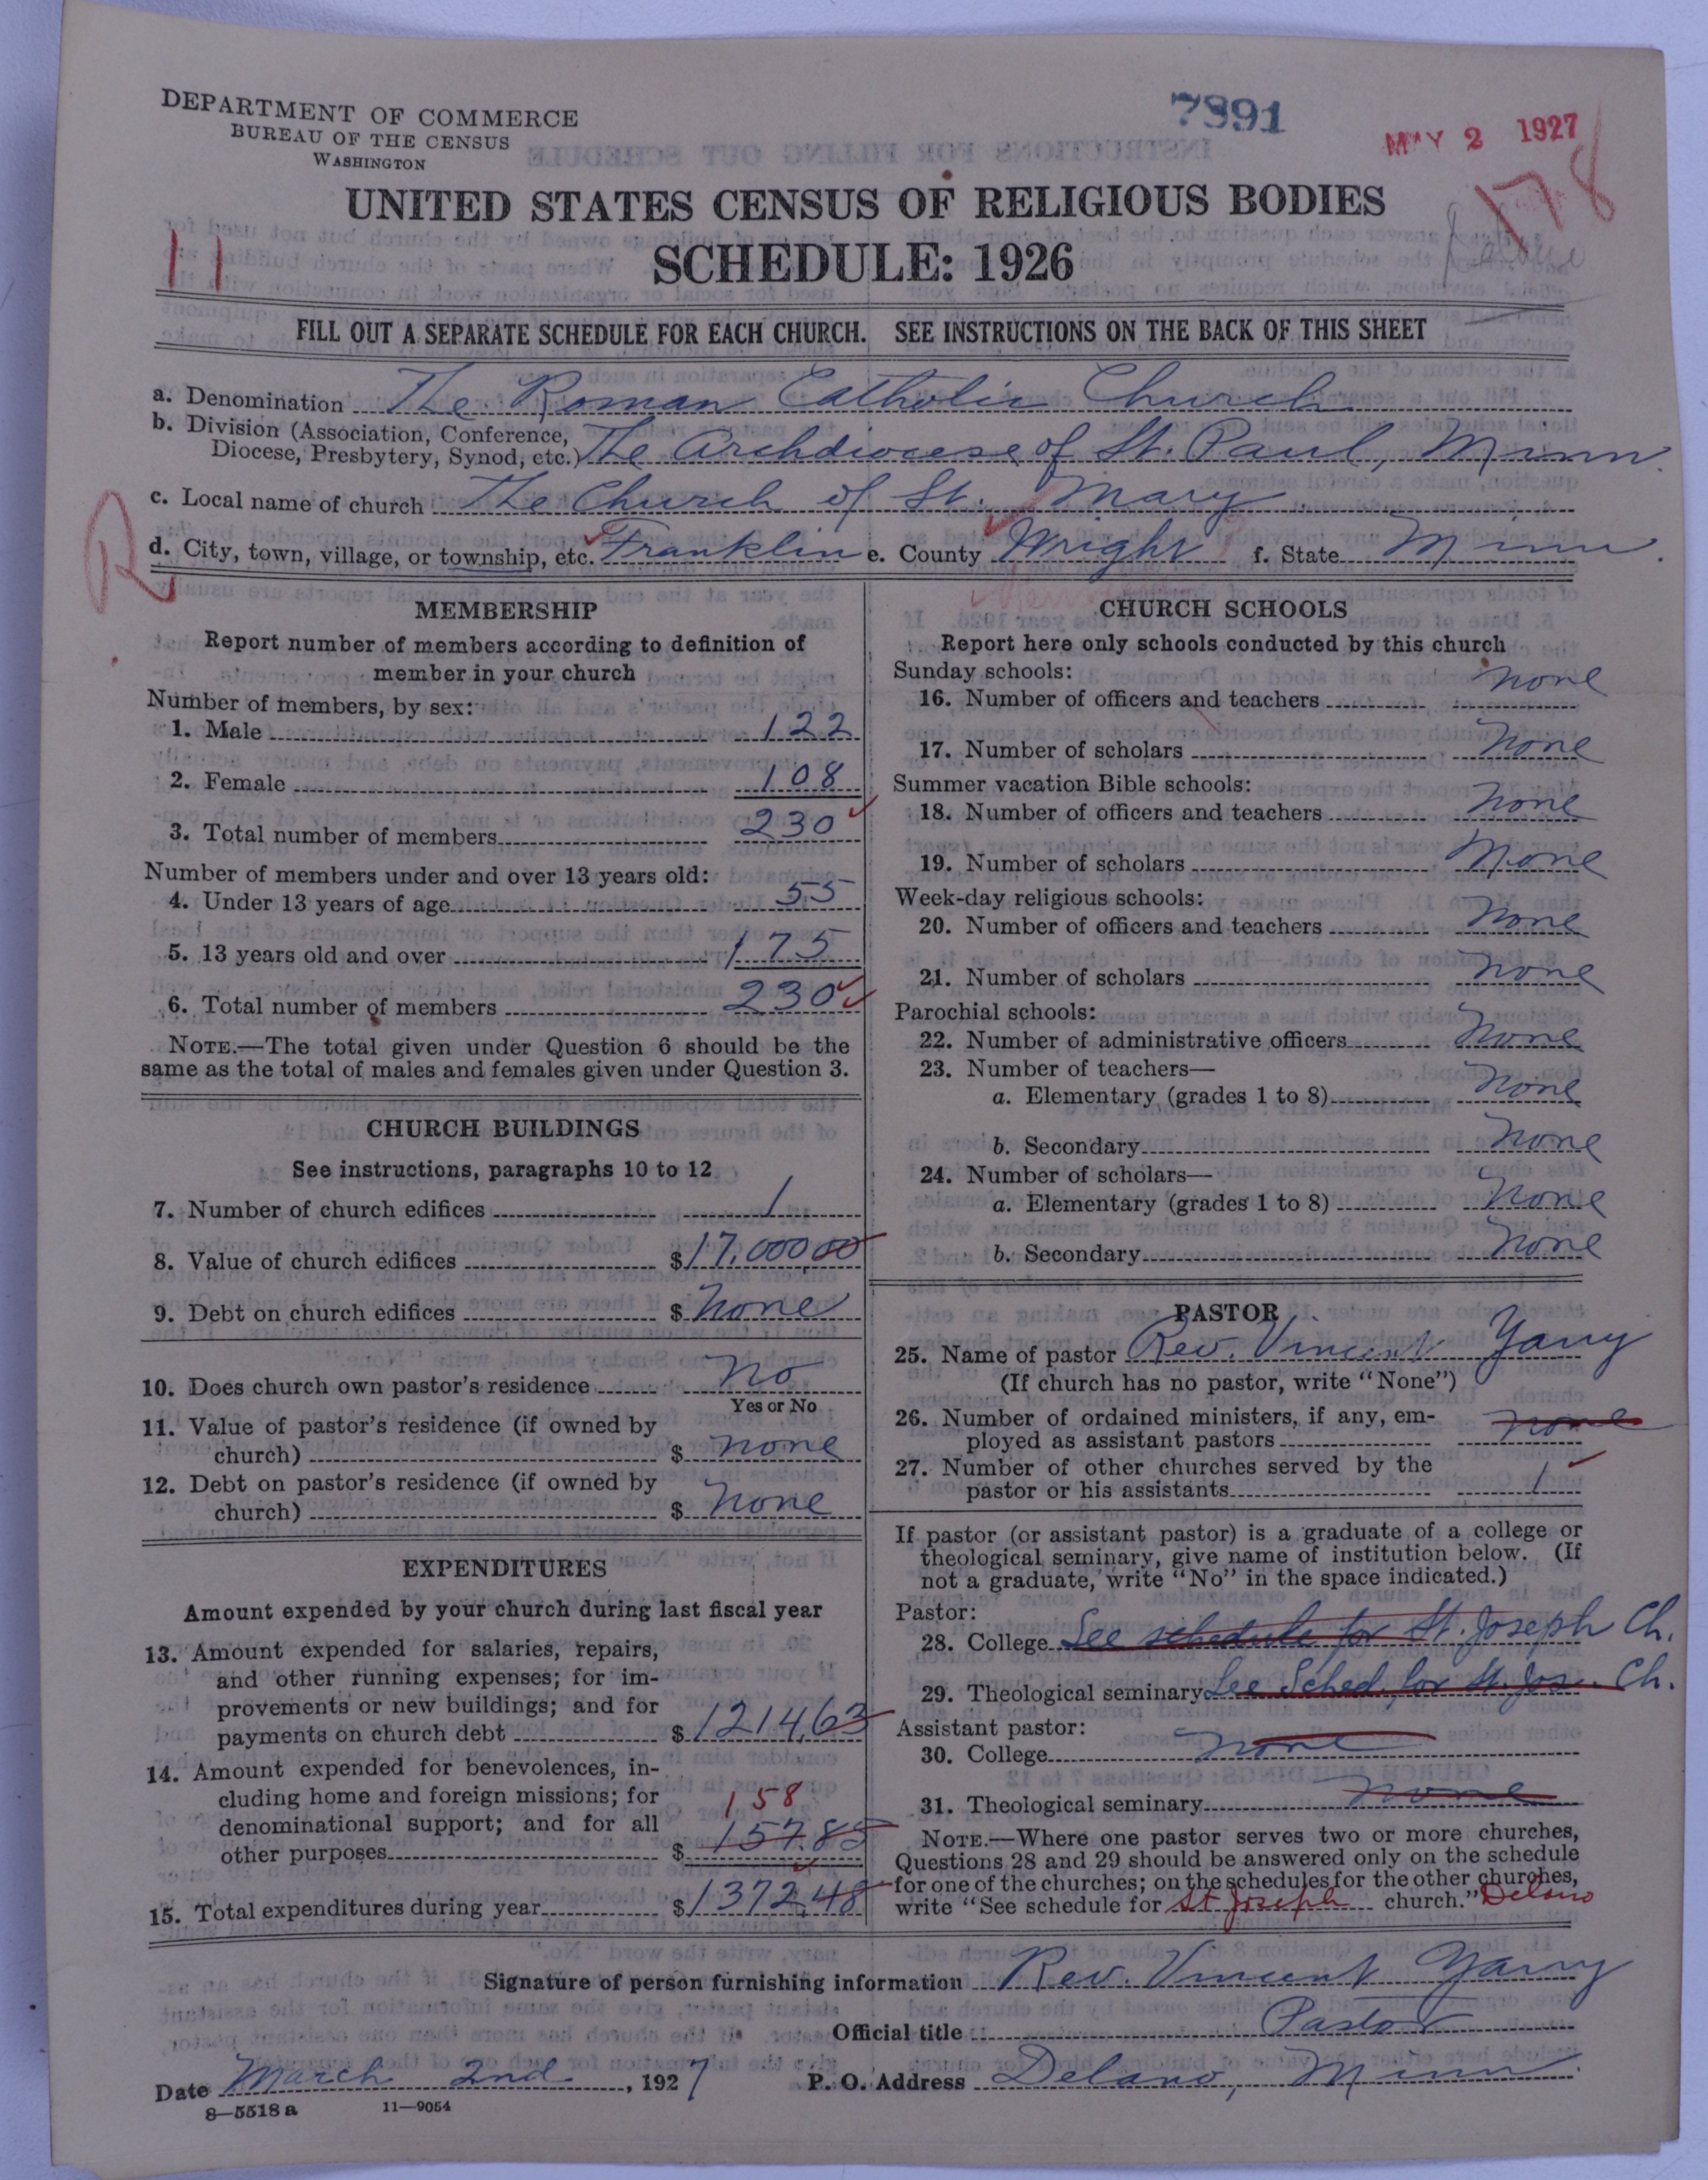 DEPARTMENT OF COMMERCE
BUREAU OF THE CENSUS
WASHINGTON
7891
MAY 2 1927
178
UNITED STATES CENSUS OF RELIGIOUS BODIES
11
SCHEDULE: 1926
FILL OUT A SEPARATE SCHEDULE FOR EACH CHURCH. SEE INSTRUCTIONS ON THE BACK OF THIS SHEET
a. Denomination The Roman Catholic Church
b. Division (Association, Conference, Diocese, Presbytery, Synod, etc.) The Archdiocese of St. Paul, Minn.
c. Local name of church The Church of St. Mary
R
d. City, town, village, or township, etc. Franklin e. County Wright f. State Minn.
MEMBERSHIP
Report number of members according to definition of
member in your church
Number of members, by sex:
1. Male 122
2. Female 108
3. Total number of members 230
Number of members under and over 13 years old:
4. Under 13 years of age 55
5. 13 years old and over 175
6. Total number of members 230
NOTE.—The total given under Question 6 should be the
same as the total of males and females given under Question 3.
CHURCH BUILDINGS
See instructions, paragraphs 10 to 12
7. Number of church edifices 1
8. Value of church edifices $17,000.00
9. Debt on church edifices $ None
10. Does church own pastor's residence No
Yes or No
11. Value of pastor's residence (if owned by
church) $ none
12. Debt on pastor's residence (if owned by
church) $ None
EXPENDITURES
Amount expended by your church during last fiscal year
13. Amount expended for salaries, repairs,
and other running expenses; for im-
provements or new buildings; and for
payments on church debt $1214.63
14. Amount expended for benevolences, in-
cluding home and foreign missions; for
158
denominational support; and for all
other purposes $157.85
15. Total expenditures during year $1372.48
CHURCH SCHOOLS
Report here only schools conducted by this church
Sunday schools:
16. Number of officers and teachers none
17. Number of scholars None
Summer vacation Bible schools:
18. Number of officers and teachers None
19. Number of scholars None
Week-day religious schools:
20. Number of officers and teachers None
21. Number of scholars None
Parochial schools:
22. Number of administrative officers None
23. Number of teachers—
a. Elementary (grades 1 to 8) None
b. Secondary None
24. Number of scholars—
a. Elementary (grades 1 to 8) None
b. Secondary None
PASTOR
25. Name of pastor Rev. Vincent Yarry
(If church has no pastor, write "None")
26. Number of ordained ministers, if any, em-
ployed as assistant pastors none
27. Number of other churches served by the
pastor or his assistants 1
If pastor (or assistant pastor) is a graduate of a college or
theological seminary, give name of institution below. (If
not a graduate, write "No" in the space indicated.)
Pastor:
28. College See schedule for St. Joseph Ch.
29. Theological seminary See Sched. for St. Jos. Ch.
Assistant pastor:
30. College none
31. Theological seminary none
NOTE.—Where one pastor serves two or more churches,
Questions 28 and 29 should be answered only on the schedule
for one of the churches; on the schedules for the other churches,
write "See schedule for St Joseph church." Delano
Signature of person furnishing information Rev. Vincent Yarry
Official title Pastor
Date March 2nd, 1927 P. O. Address Delano, Minn.
8—5518 a 11—9054